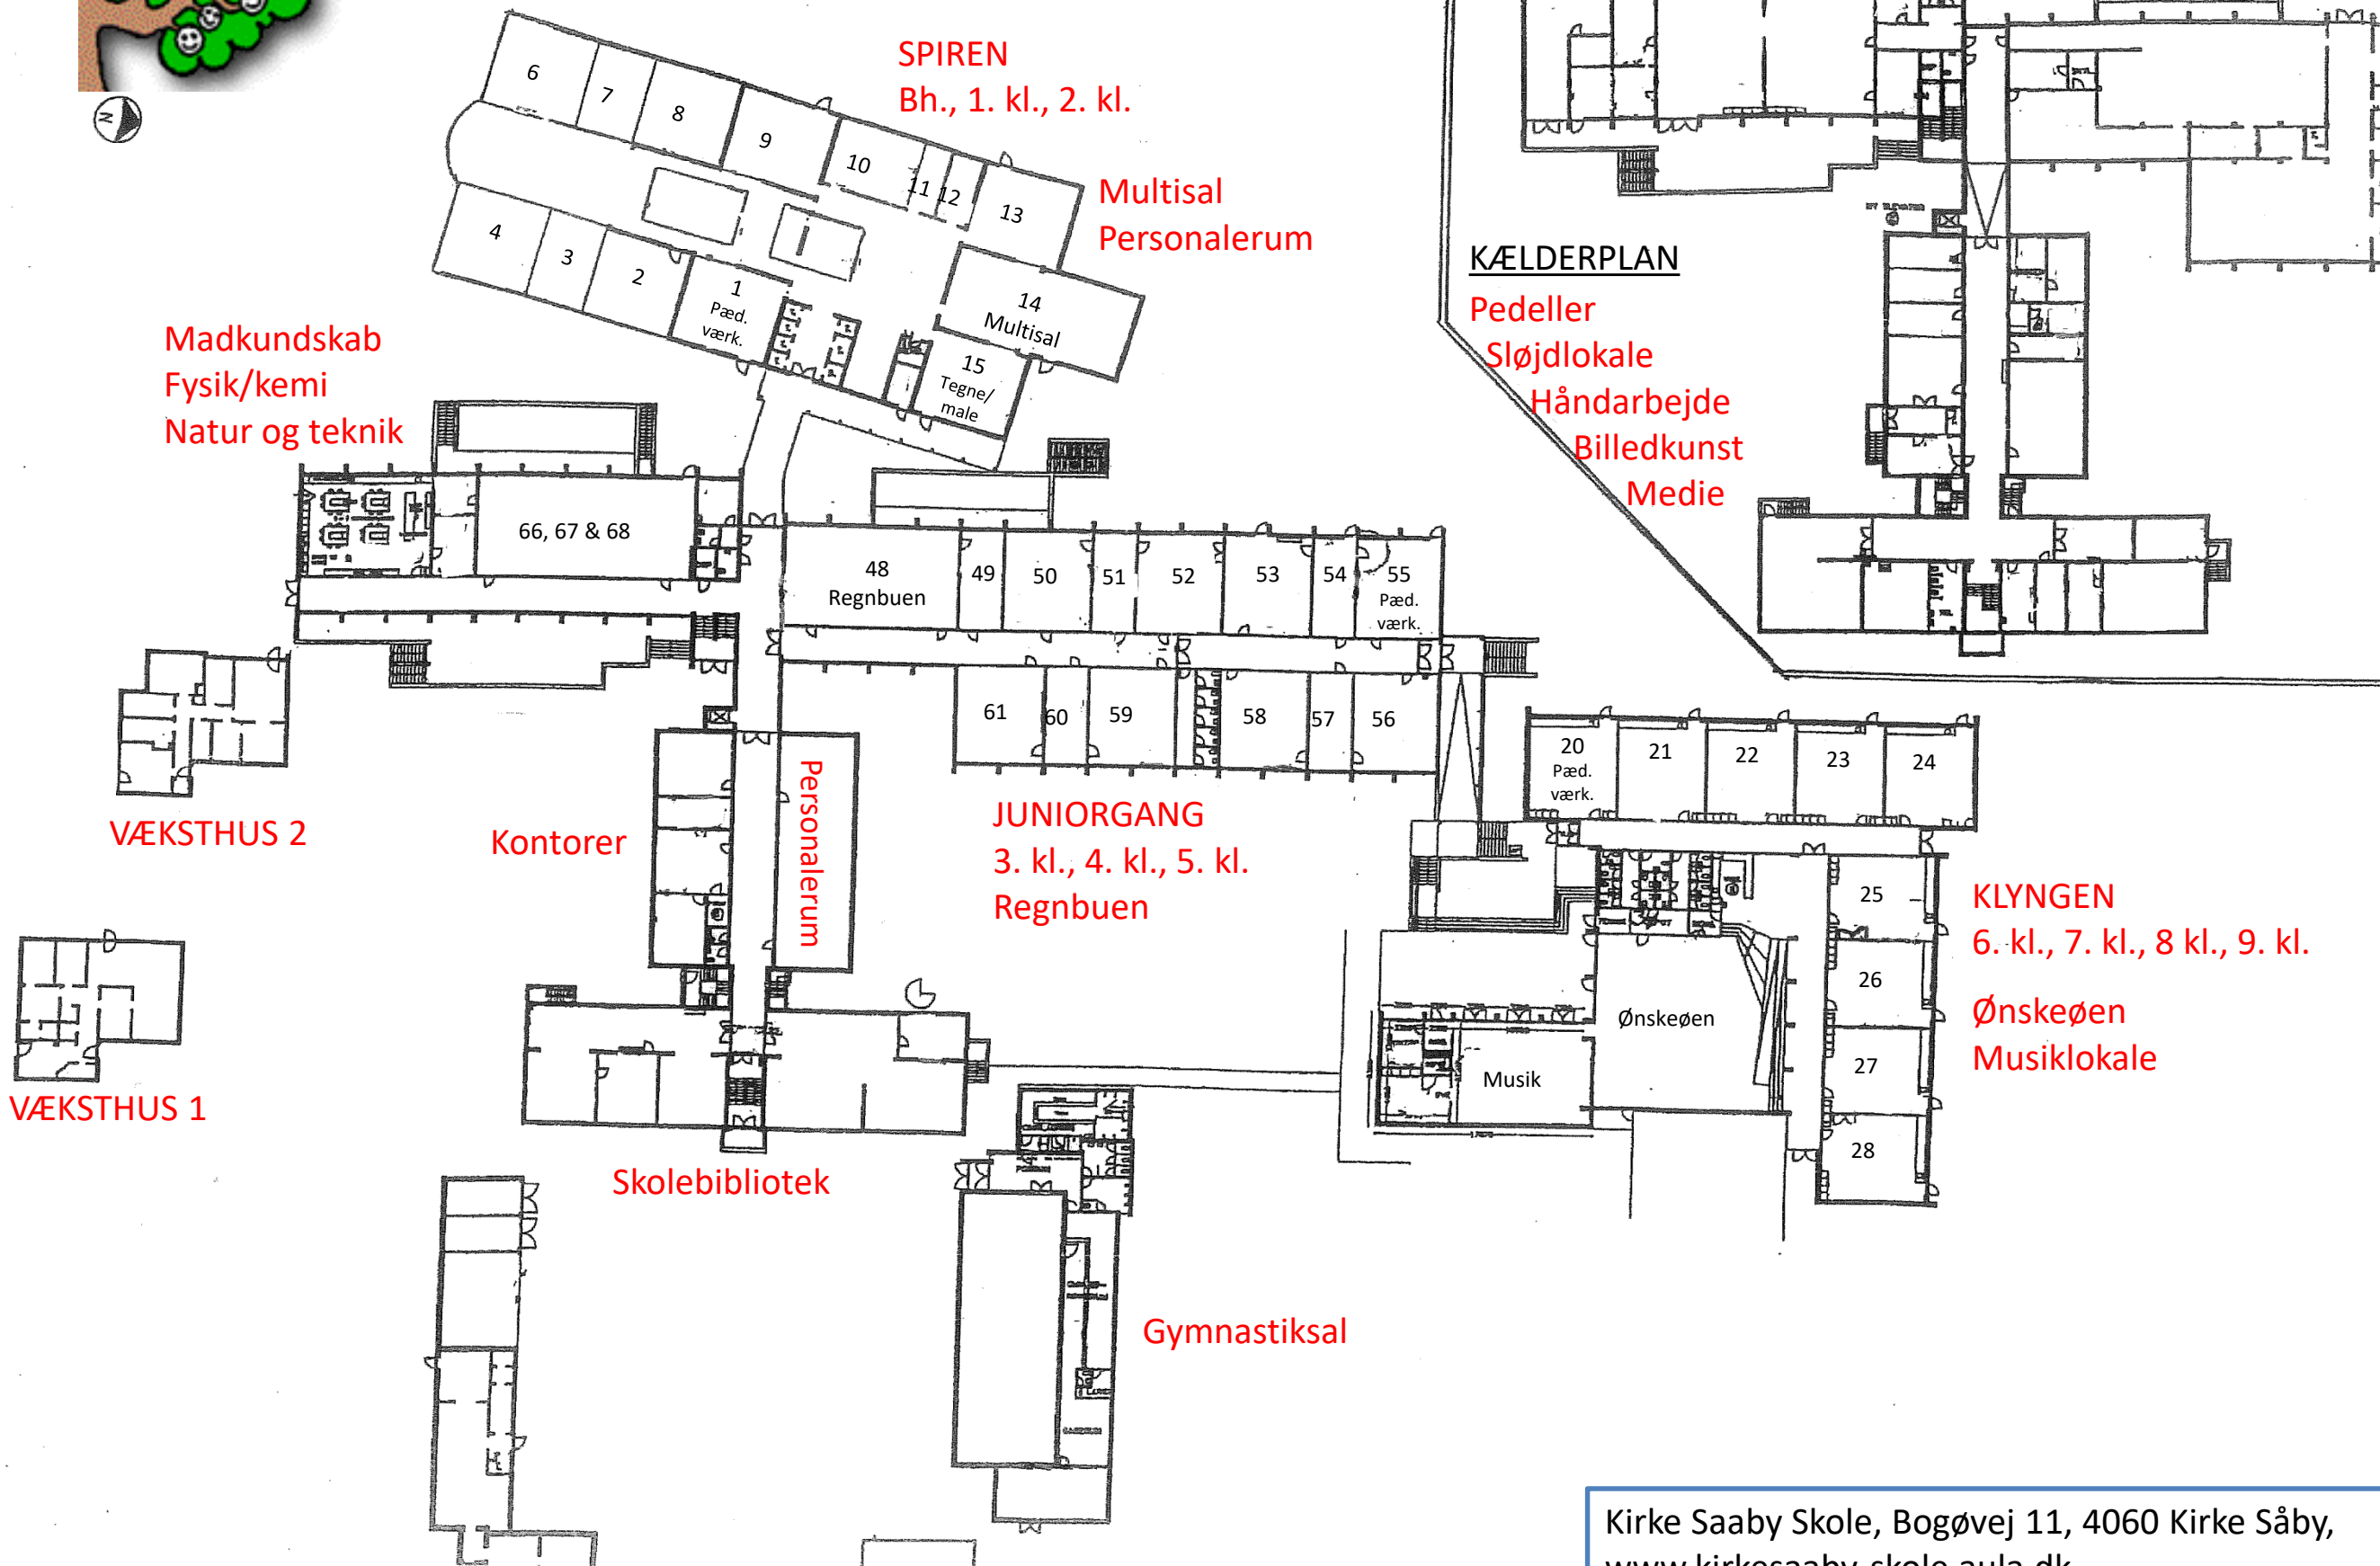 N
SPIREN
Bh., 1. kl., 2. kl.
6
7
8
9
10
11
12
13
Multisal
Personalerum
4
3
2
1
Pæd.
værk.
14
Multisal
15
Tegne/
male
KÆLDERPLAN
Pedeller
Sløjdlokale
Håndarbejde
Billedkunst
Medie
Madkundskab
Fysik/kemi
Natur og teknik
66, 67 & 68
48
Regnbuen
49
50
51
52
53
54
55
Pæd.
værk.
61
60
59
58
57
56
JUNIORGANG
3. kl., 4. kl., 5. kl.
Regnbuen
20
Pæd.
værk.
21
22
23
24
25
26
27
28
KLYNGEN
6. kl., 7. kl., 8 kl., 9. kl.
Ønskeøen
Musiklokale
Ønskeøen
Musik
VÆKSTHUS 2
Kontorer
Personalerum
VÆKSTHUS 1
Skolebibliotek
Gymnastiksal
Kirke Saaby Skole, Bogøvej 11, 4060 Kirke Såby,
www.kirkesaaby-skole.aula.dk